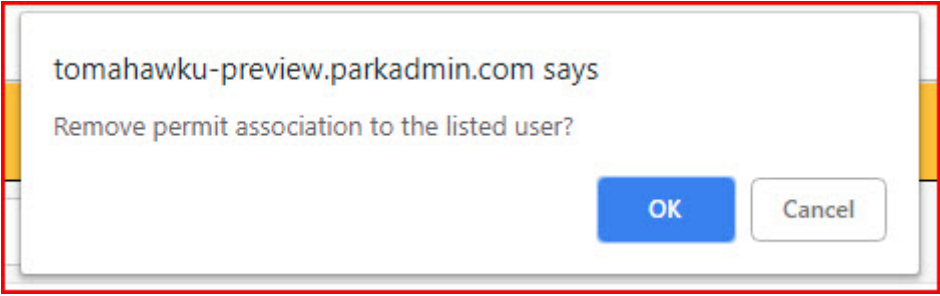 tomahawku-preview.parkadmin.com says
Remove permit association to the listed user?
OK Cancel